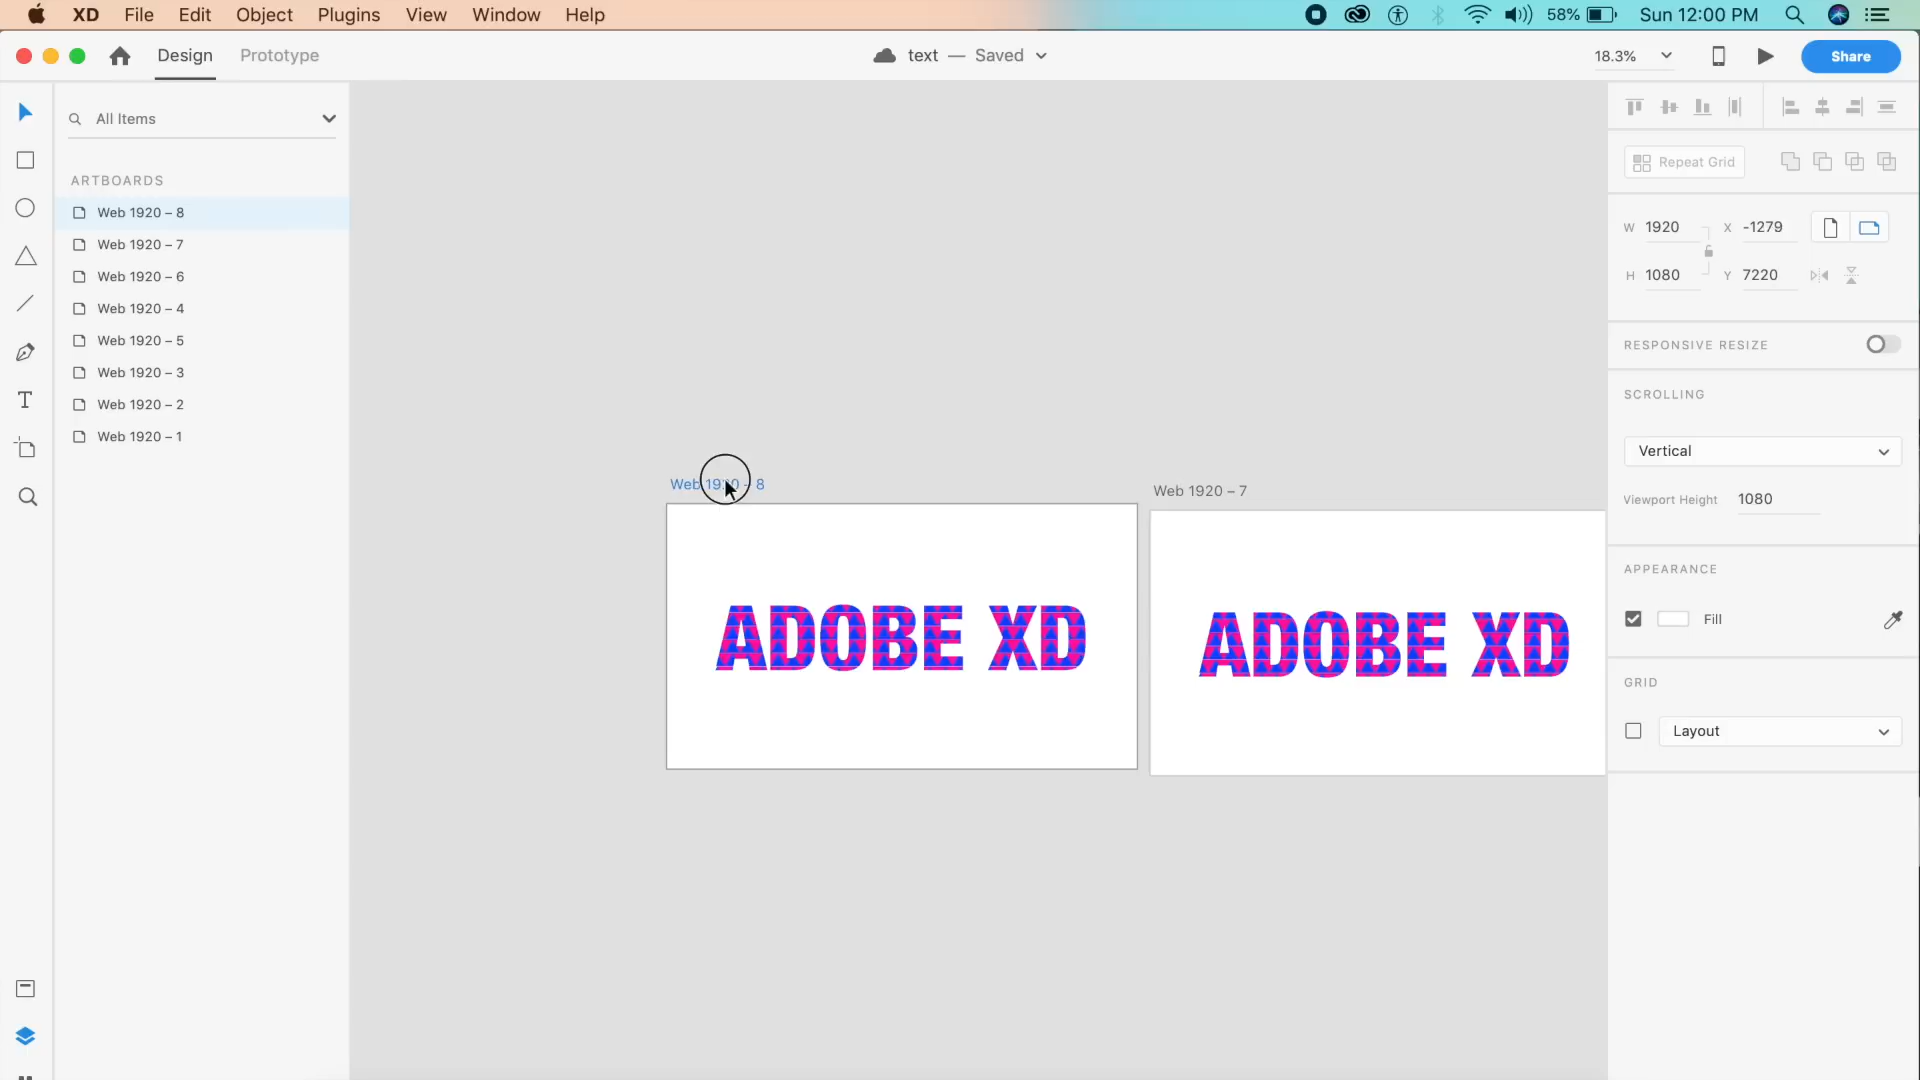 XD File Edit Object Plugins View Window Help 58% Sun 12:00 PM
Design Prototype text — Saved 18.3% Share
All Items
ARTBOARDS
Web 1920 – 8
Web 1920 – 7
Web 1920 – 6
Web 1920 – 4
Web 1920 – 5
Web 1920 – 3
Web 1920 – 2
Web 1920 – 1
Web 1920 – 8
ADOBE XD
Web 1920 – 7
ADOBE XD
Repeat Grid
W 1920 X -1279
H 1080 Y 7220
RESPONSIVE RESIZE
SCROLLING
Vertical
Viewport Height 1080
APPEARANCE
Fill
GRID
Layout